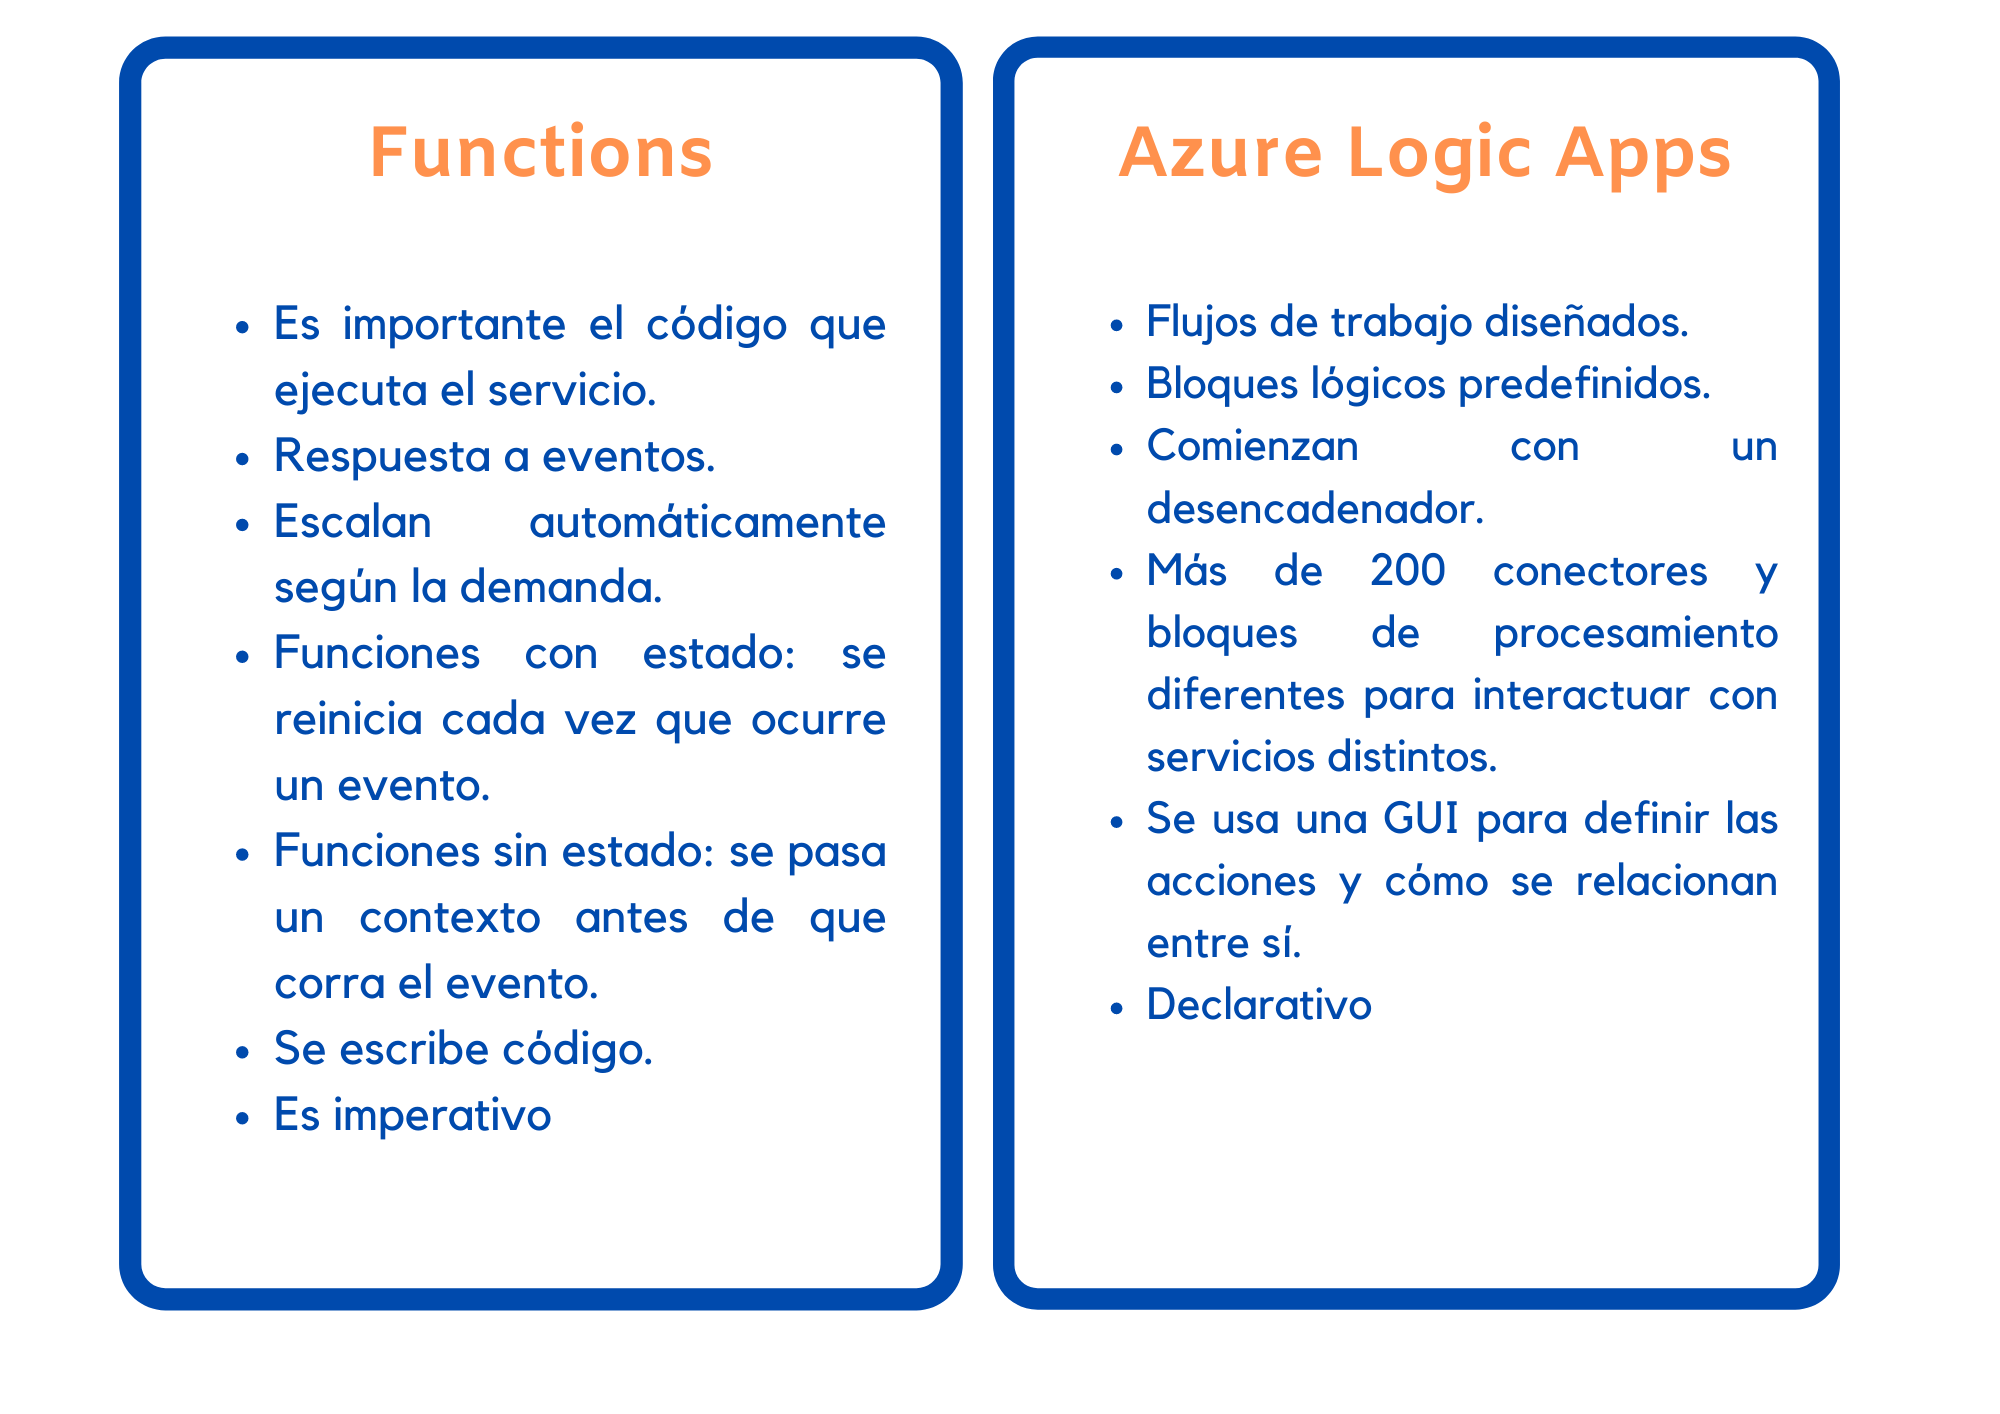 Functions
Es importante el código que
ejecuta el servicio.
Respuesta a eventos.
Escalan automáticamente
según la demanda.
Funciones con estado: se
reinicia cada vez que ocurre
un evento.
Funciones sin estado: se pasa
un contexto antes de que
corra el evento.
Se escribe código.
Es imperativo
Azure Logic Apps
Flujos de trabajo diseñados.
Bloques lógicos predefinidos.
Comienzan con un
desencadenador.
Más de 200 conectores y
bloques de procesamiento
diferentes para interactuar con
servicios distintos.
Se usa una GUI para definir las
acciones y cómo se relacionan
entre sí.
Declarativo